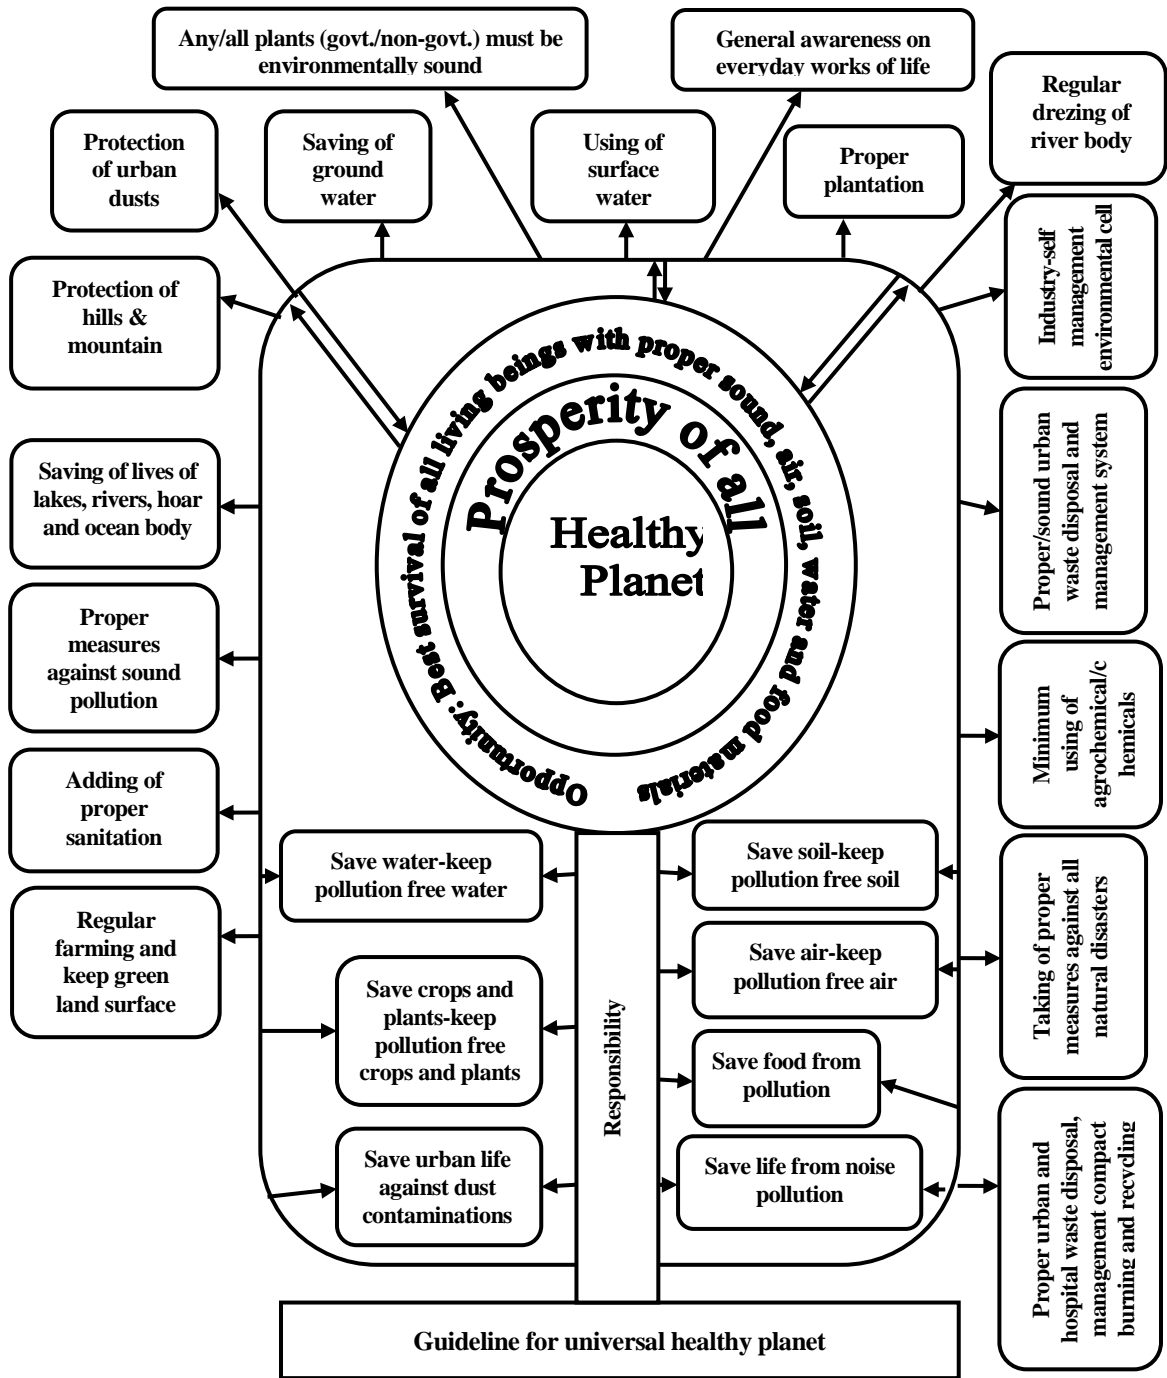 Any/all plants (govt./non-govt.) must be
environmentally sound
General awareness on
everyday works of life
Regular
drezing of
river body
Protection
of urban
dusts
Saving of
ground
water
Using of
surface
water
Proper
plantation
Industry-self
management
environmental cell
Protection of
hills &
mountain
Proper/sound urban
waste disposal and
management system
Saving of lives of
lakes, rivers, hoar
and ocean body
Proper
measures
against sound
pollution
Minimum
using of
agrochemical/c
hemicals
Adding of
proper
sanitation
Regular
farming and
keep green
land surface
Taking of proper
measures against all
natural disasters
Proper urban and
hospital waste disposal,
management compact
burning and recycling
Opportunity: Best survival of all living beings with proper sound, air, soil, water and food materials
Prosperity of all
Healthy
Planet
Save water-keep
pollution free water
Save soil-keep
pollution free soil
Save air-keep
pollution free air
Save crops and
plants-keep
pollution free
crops and plants
Save food from
pollution
Save urban life
against dust
contaminations
Save life from noise
pollution
Responsibility
Guideline for universal healthy planet